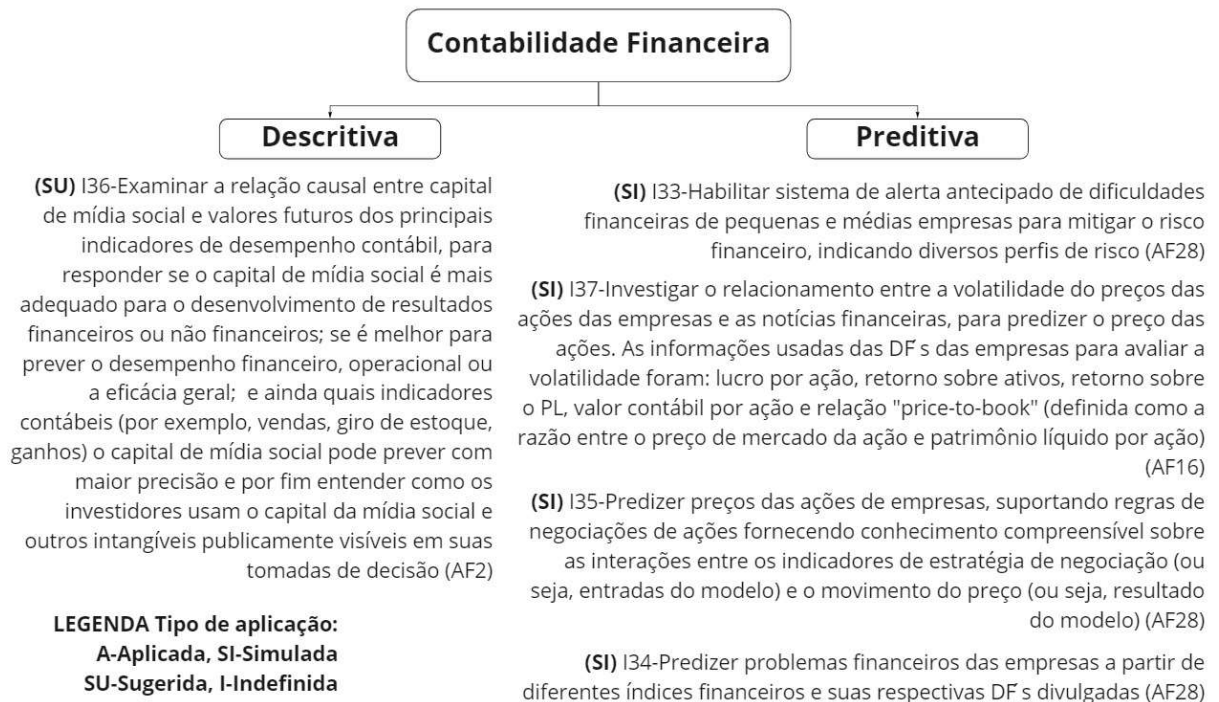 Contabilidade Financeira
Descritiva
(SU) I36-Examinar a relação causal entre capital
de mídia social e valores futuros dos principais
indicadores de desempenho contábil, para
responder se o capital de mídia social é mais
adequado para o desenvolvimento de resultados
financeiros ou não financeiros; se é melhor para
prever o desempenho financeiro, operacional ou
a eficácia geral;  e ainda quais indicadores
contábeis (por exemplo, vendas, giro de estoque,
ganhos) o capital de mídia social pode prever com
maior precisão e por fim entender como os
investidores usam o capital da mídia social e
outros intangíveis publicamente visíveis em suas
tomadas de decisão (AF2)
LEGENDA Tipo de aplicação:
A-Aplicada, SI-Simulada
SU-Sugerida, I-Indefinida
Preditiva
(SI) I33-Habilitar sistema de alerta antecipado de dificuldades
financeiras de pequenas e médias empresas para mitigar o risco
financeiro, indicando diversos perfis de risco (AF28)
(SI) I37-Investigar o relacionamento entre a volatilidade do preços das
ações das empresas e as notícias financeiras, para predizer o preço das
ações. As informações usadas das DF´s das empresas para avaliar a
volatilidade foram: lucro por ação, retorno sobre ativos, retorno sobre
o PL, valor contábil por ação e relação "price-to-book" (definida como a
razão entre o preço de mercado da ação e patrimônio líquido por ação)
(AF16)
(SI) I35-Predizer preços das ações de empresas, suportando regras de
negociações de ações fornecendo conhecimento compreensível sobre
as interações entre os indicadores de estratégia de negociação (ou
seja, entradas do modelo) e o movimento do preço (ou seja, resultado
do modelo) (AF28)
(SI) I34-Predizer problemas financeiros das empresas a partir de
diferentes índices financeiros e suas respectivas DF´s divulgadas (AF28)